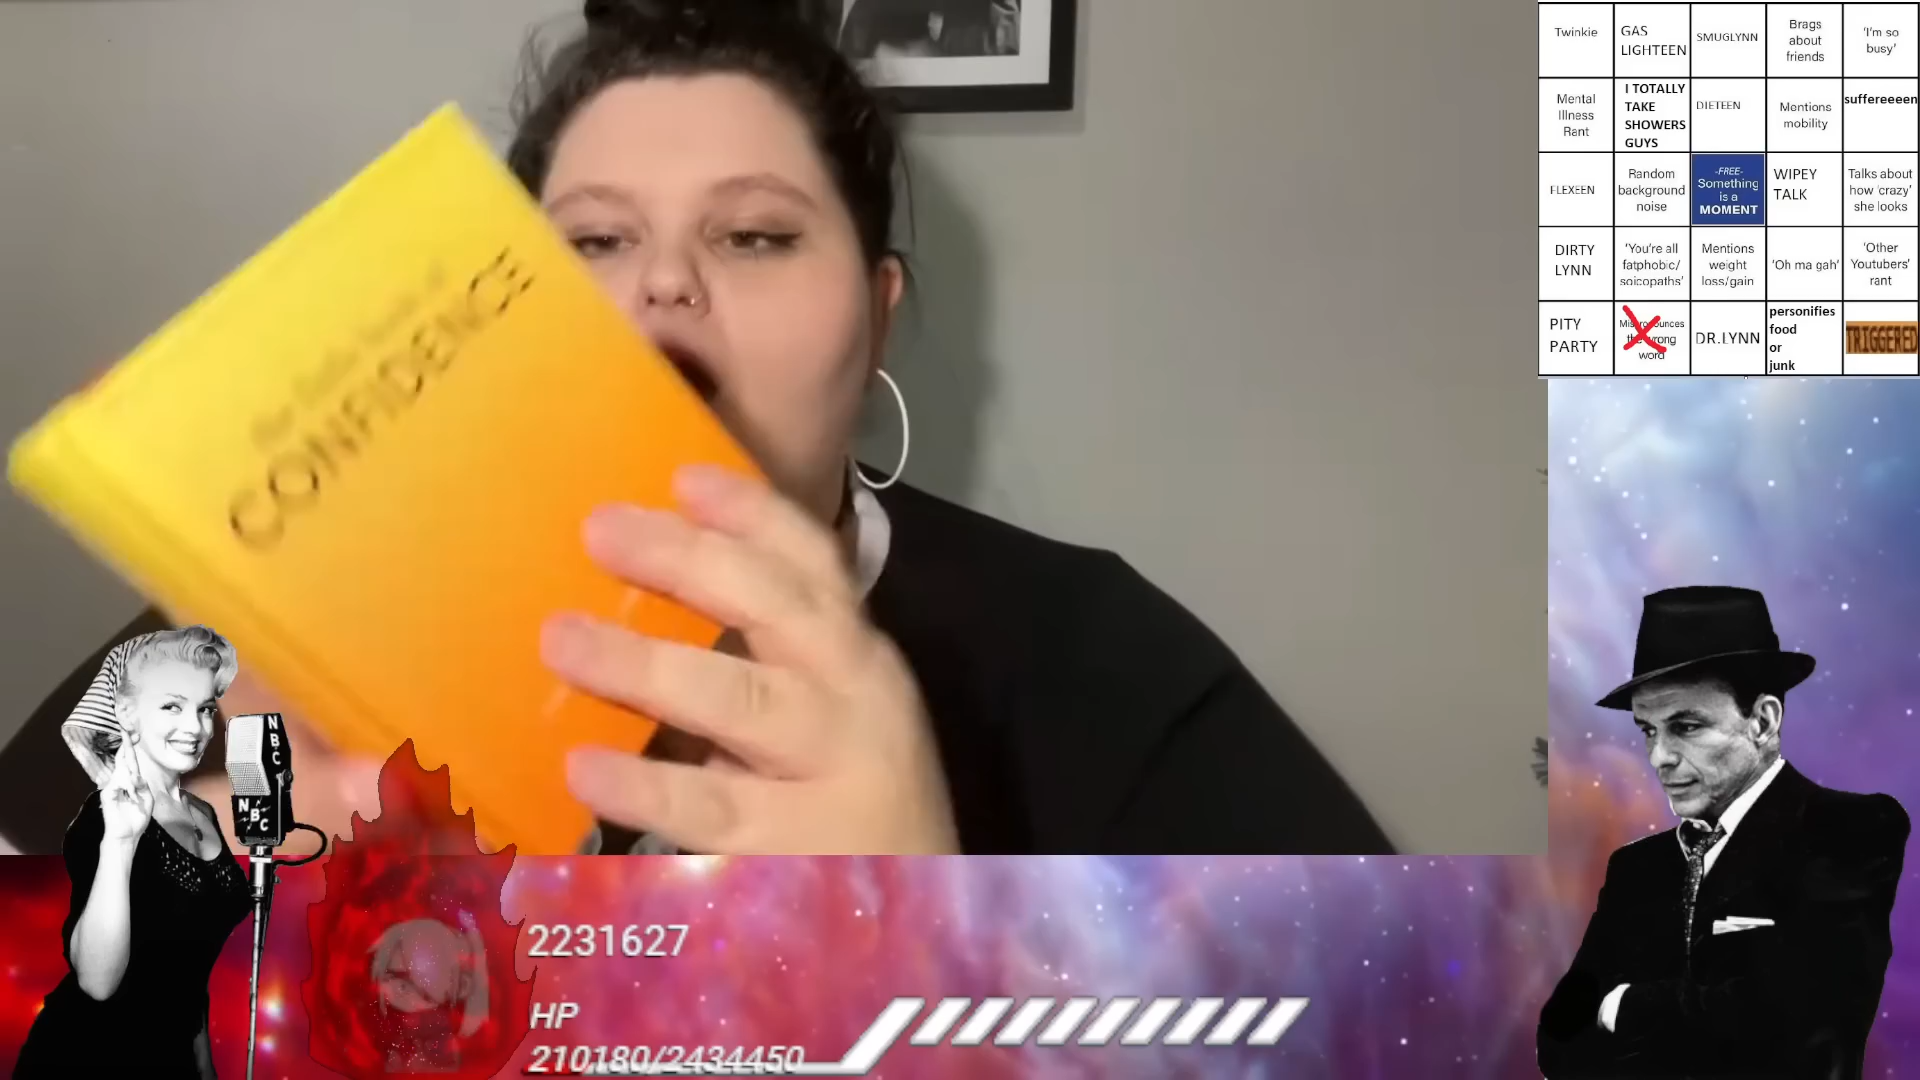 Twinkie
GAS
LIGHTEEN
SMUGLYNN
Brags
about
friends
'I'm so
busy'
Mental
Illness
Rant
I TOTALLY
TAKE
SHOWERS
GUYS
DIETEEN
Mentions
mobility
suffereeeen
FLEXEEN
Random
background
noise
-FREE-
Something
is a
MOMENT
WIPEY
TALK
Talks about
how 'crazy'
she looks
DIRTY
LYNN
'You're all
fatphobic/
soicopaths'
Mentions
weight
loss/gain
'Oh ma gah'
'Other
Youtubers'
rant
PITY
PARTY
wrong
word
DR.LYNN
personifies
food
or
junk
TRIGGERED
CONFIDENCE
NBC
NBC
2231627
HP
210180/2434450